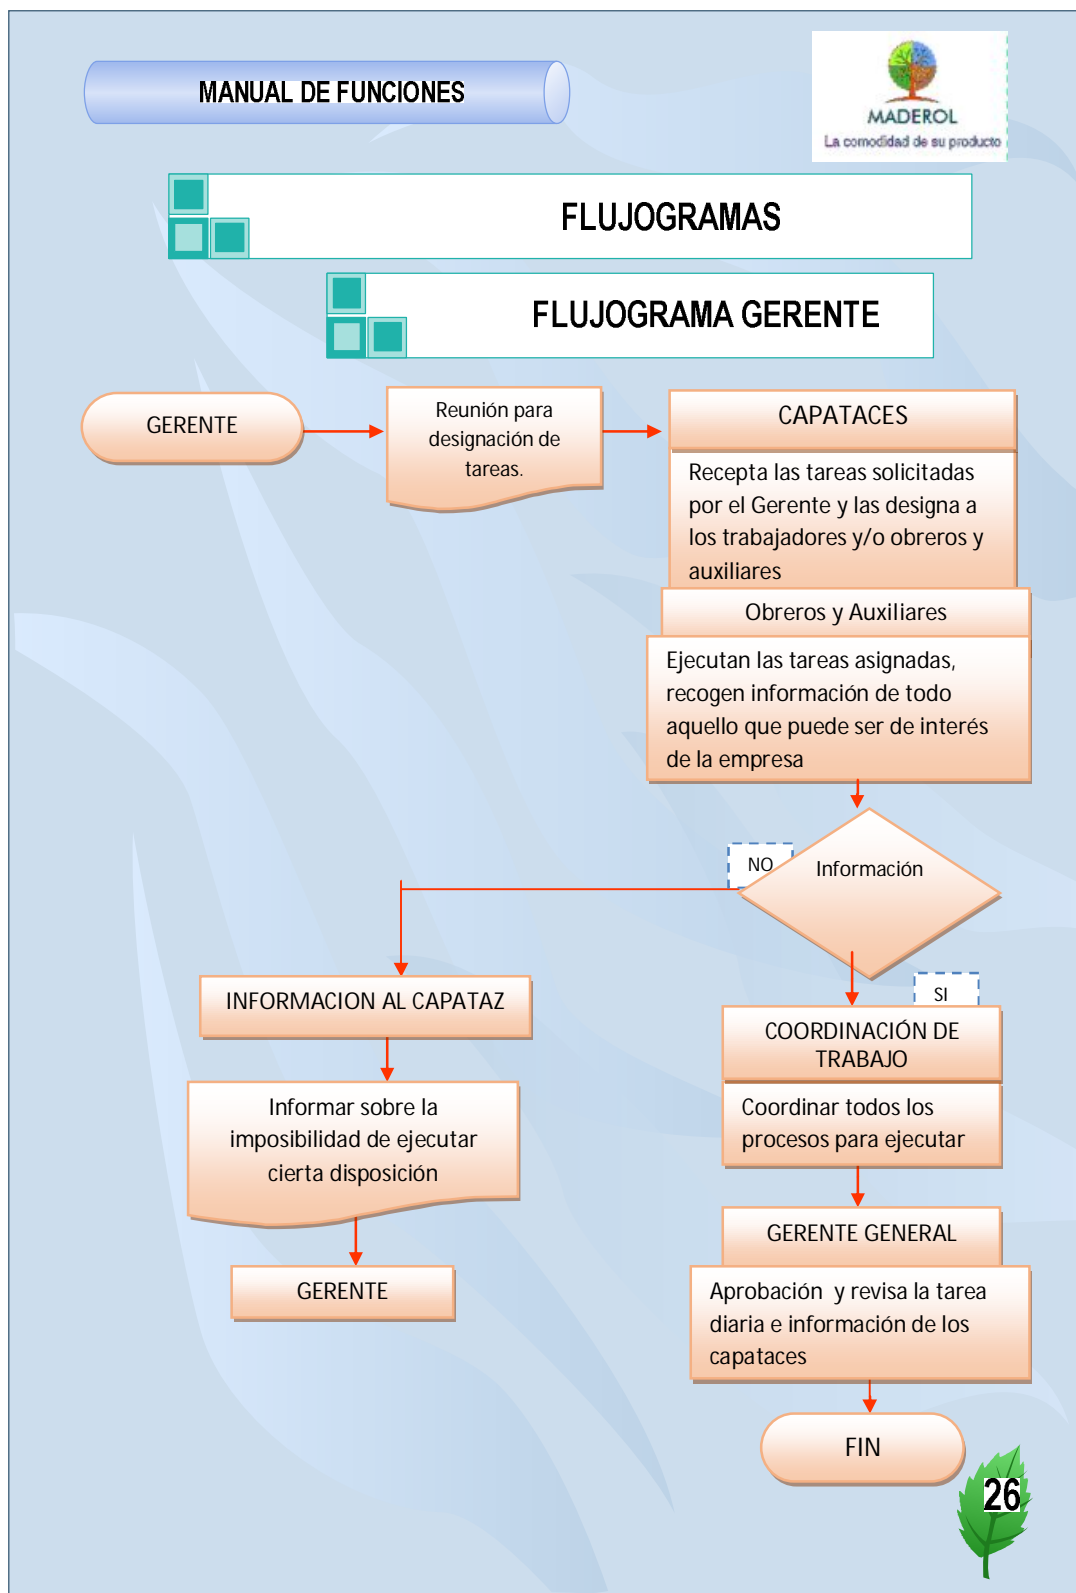 MANUAL DE FUNCIONES
MADEROL
La comodidad de su producto
FLUJOGRAMAS
FLUJOGRAMA GERENTE
GERENTE
Reunión para
designación de
tareas.
CAPATACES
Recepta las tareas solicitadas
por el Gerente y las designa a
los trabajadores y/o obreros y
auxiliares
Obreros y Auxiliares
Ejecutan las tareas asignadas,
recogen información de todo
aquello que puede ser de interés
de la empresa
NO
Información
SI
INFORMACION AL CAPATAZ
Informar sobre la
imposibilidad de ejecutar
cierta disposición
GERENTE
COORDINACIÓN DE
TRABAJO
Coordinar todos los
procesos para ejecutar
GERENTE GENERAL
Aprobación  y revisa la tarea
diaria e información de los
capataces
FIN
26